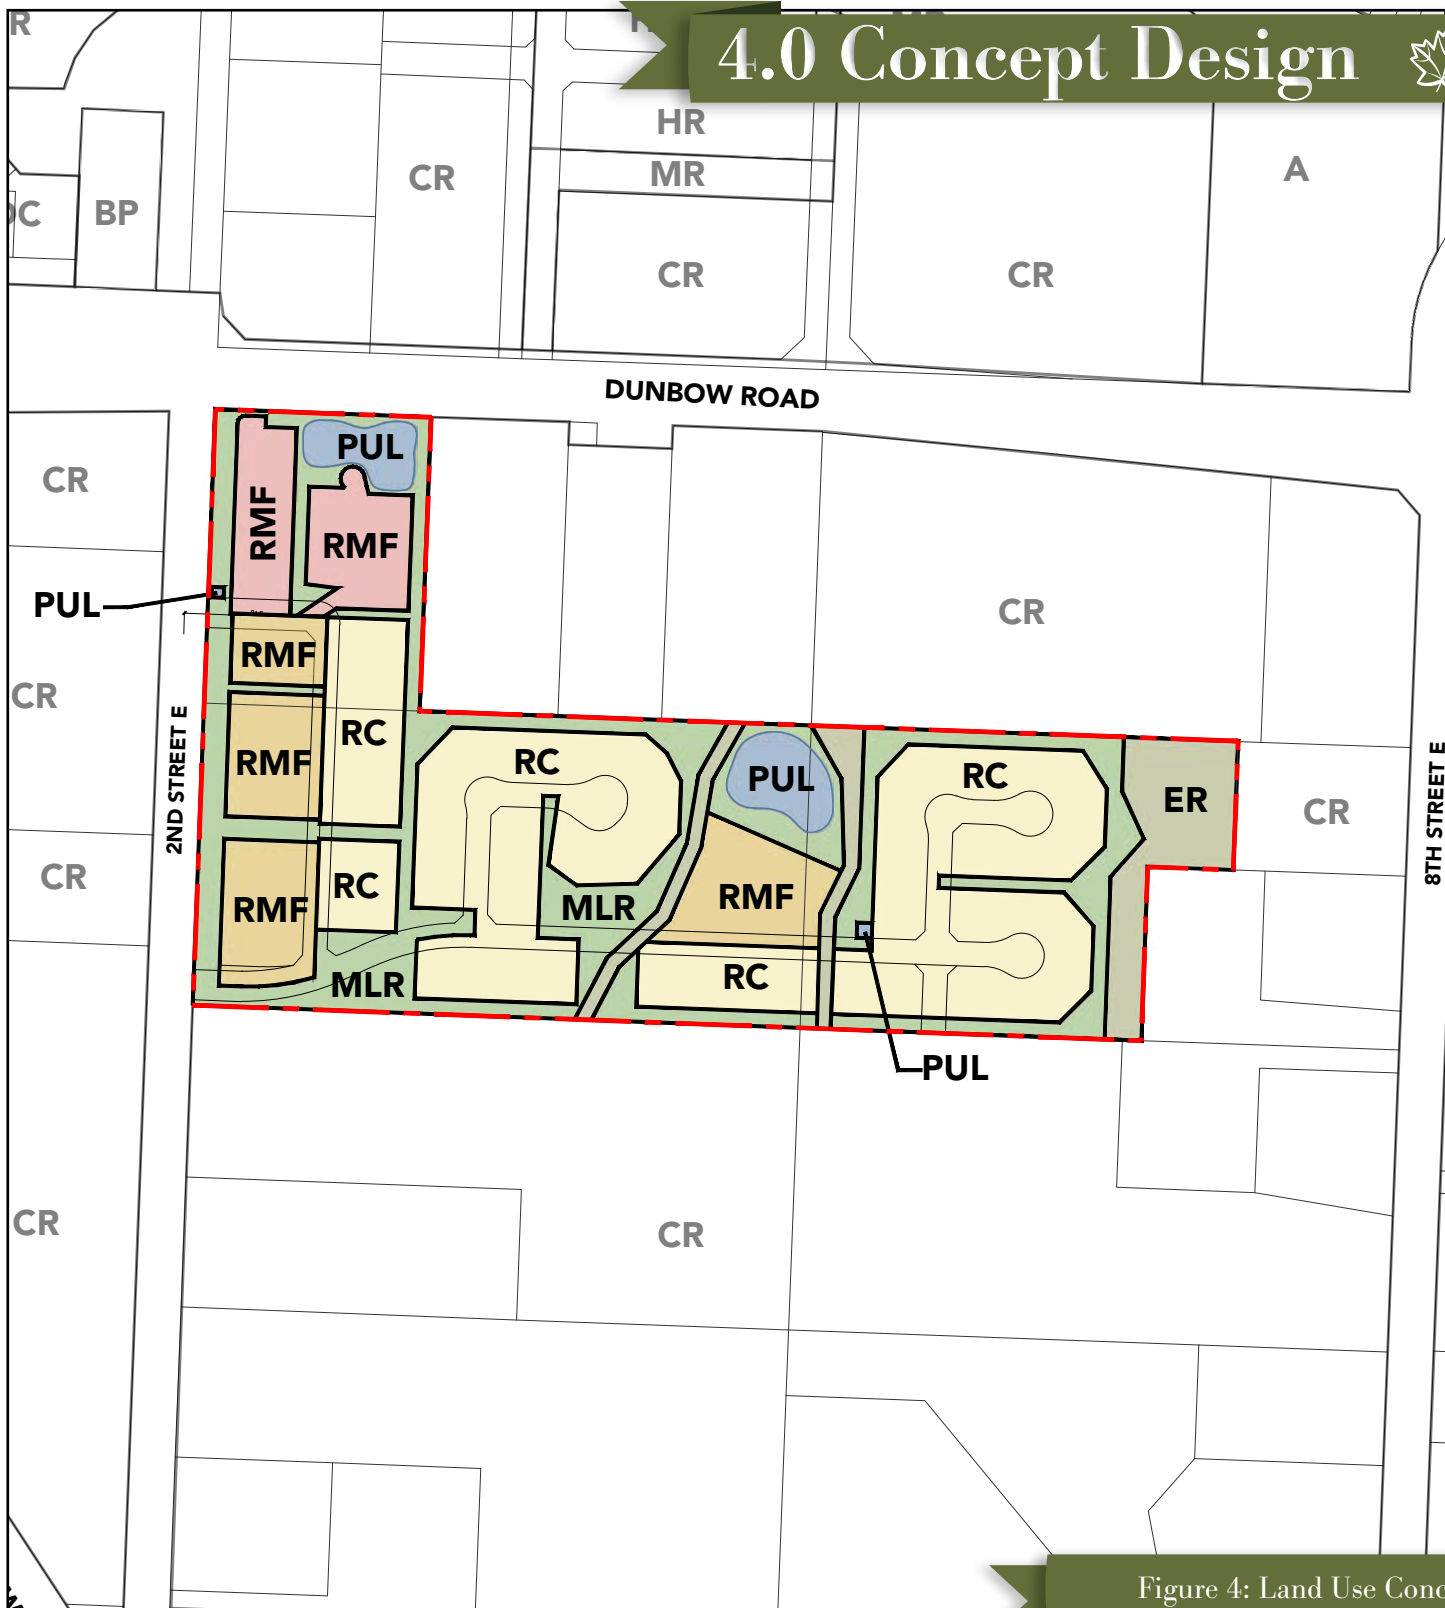 4.0 Concept Design
R
HR
MR
CR
A
BP
CR
CR
DUNBOW ROAD
PUL
CR
RMF
RMF
PUL
CR
RMF
CR
RC
RMF
RC
PUL
RC
ER
CR
2ND STREET E
8TH STREET E
CR
RC
RMF
MLR
RMF
RC
MLR
PUL
CR
CR
Figure 4: Land Use